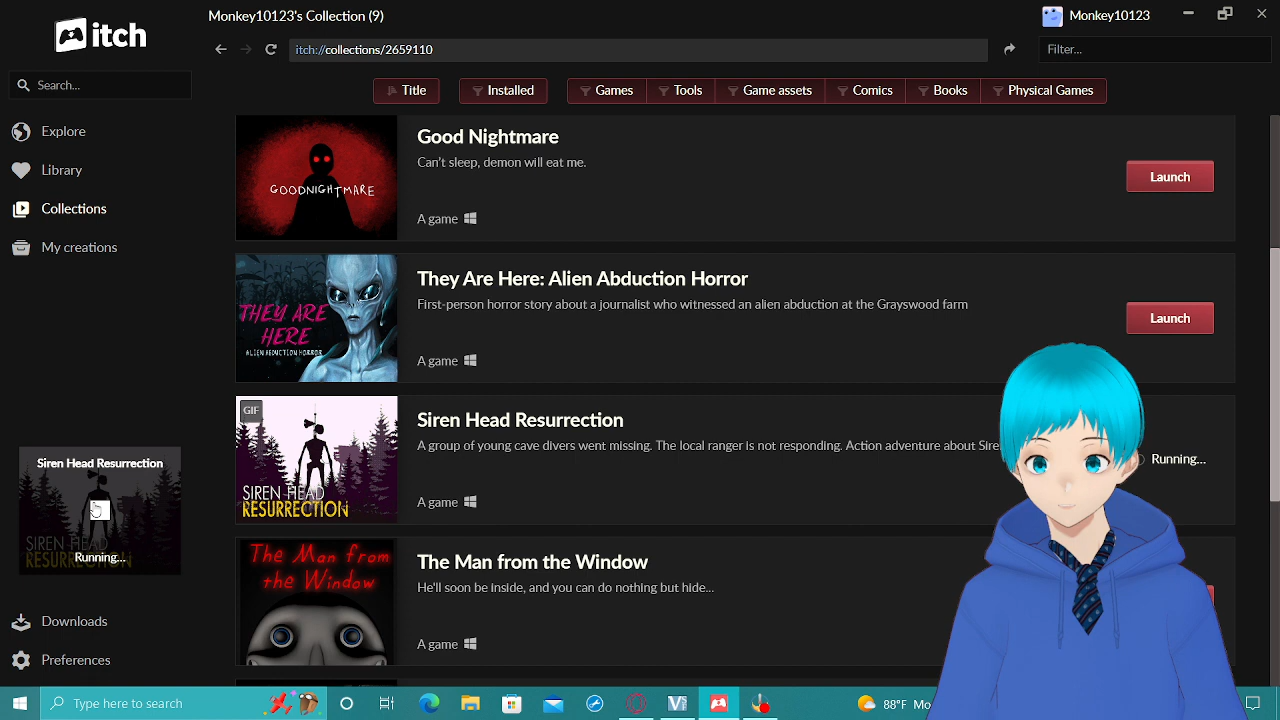 itch
Monkey10123's Collection (9)
Monkey10123
itch://collections/2659110
Filter...
Search...
Title
Installed
Games
Tools
Game assets
Comics
Books
Physical Games
Explore
Library
Collections
My creations
GOODNIGHTMARE
Good Nightmare
Can't sleep, demon will eat me.
A game
Launch
THEY ARE
HERE
ALIEN ABDUCTION HORROR
They Are Here: Alien Abduction Horror
First-person horror story about a journalist who witnessed an alien abduction at the Grayswood farm
A game
Launch
GIF
SIREN HEAD
RESURRECTION
Siren Head Resurrection
A group of young cave divers went missing. The local ranger is not responding. Action adventure about Sire
A game
Running...
Siren Head Resurrection
SIREN HEAD
RESURRECTION
Running...
The Man from
the Window
The Man from the Window
He'll soon be inside, and you can do nothing but hide...
A game
Downloads
Preferences
Type here to search
88°F Mo